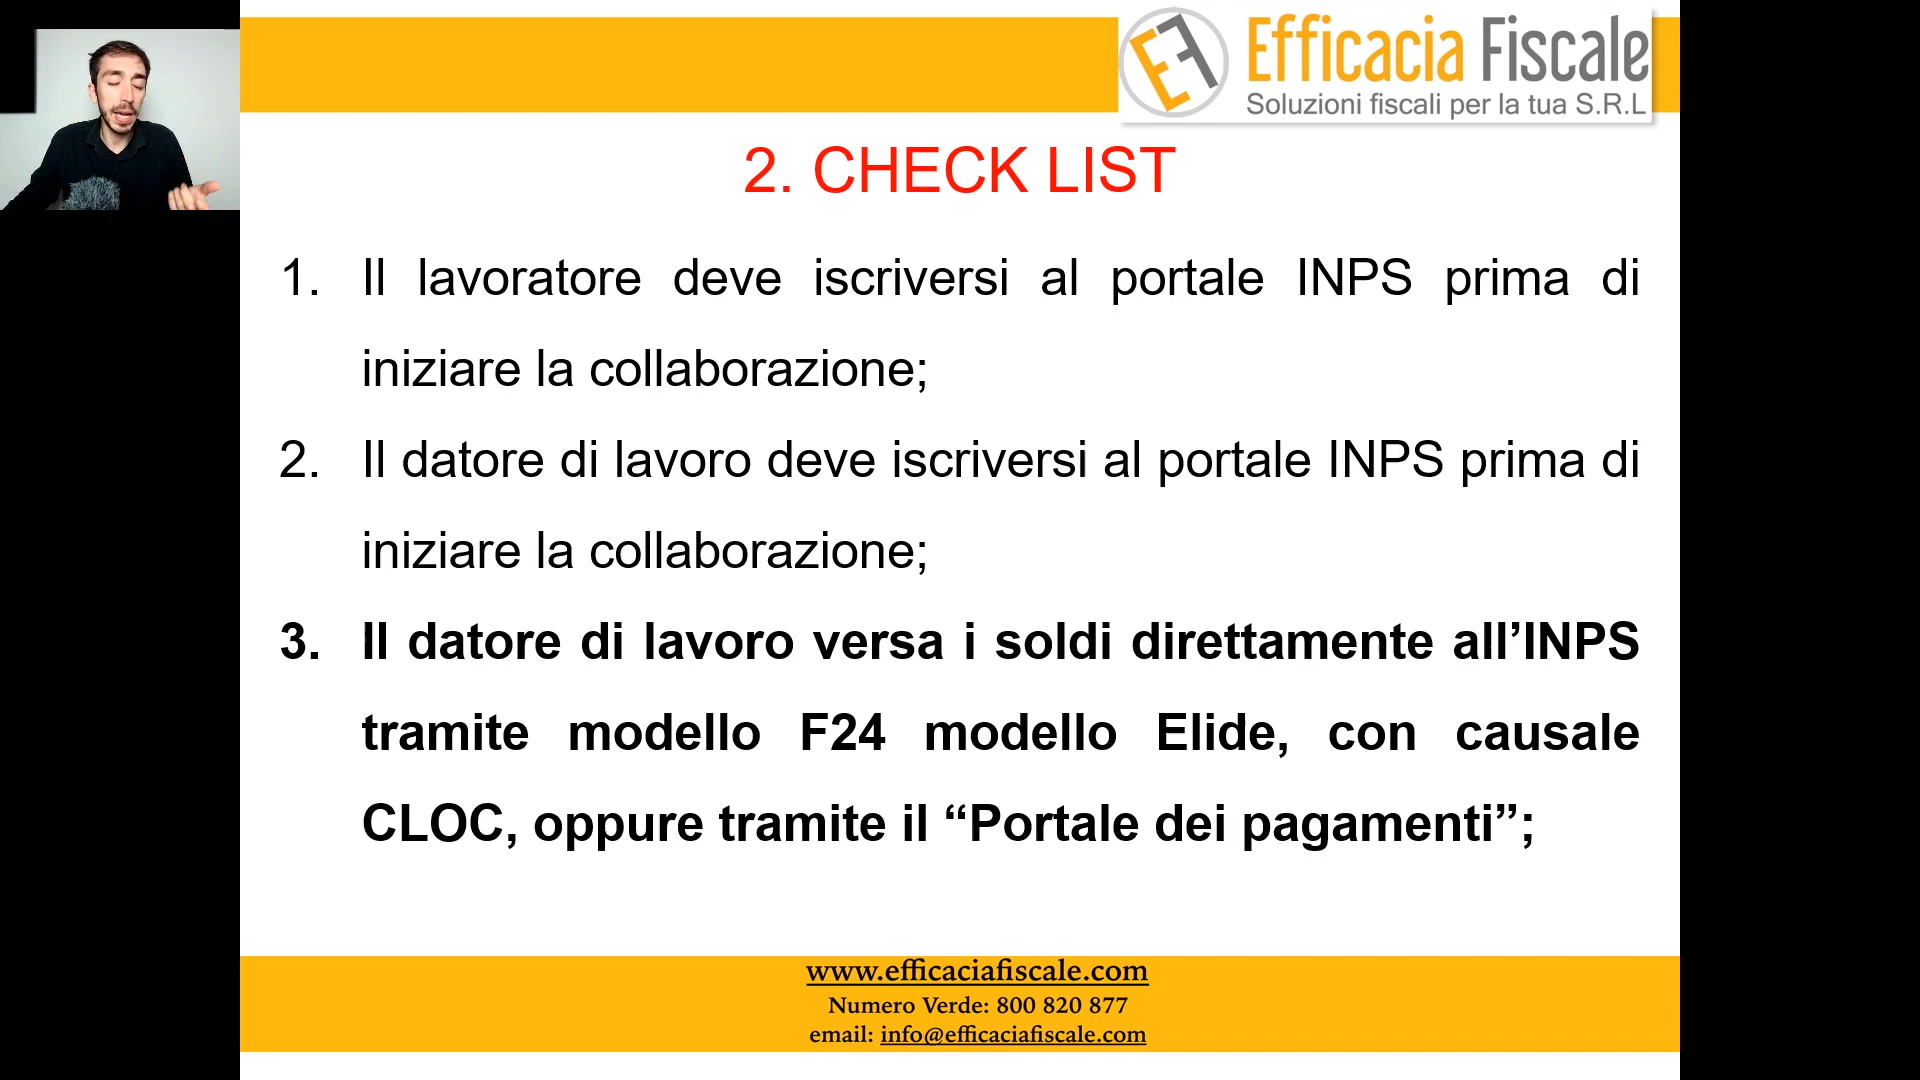 Efficacia Fiscale
Soluzioni fiscali per la tua S.R.L
2. CHECK LIST
1. Il lavoratore deve iscriversi al portale INPS prima di
iniziare la collaborazione;
2. Il datore di lavoro deve iscriversi al portale INPS prima di
iniziare la collaborazione;
3. Il datore di lavoro versa i soldi direttamente all’INPS
tramite modello F24 modello Elide, con causale
CLOC, oppure tramite il “Portale dei pagamenti”;
www.efficaciafiscale.com
Numero Verde: 800 820 877
email: info@efficaciafiscale.com